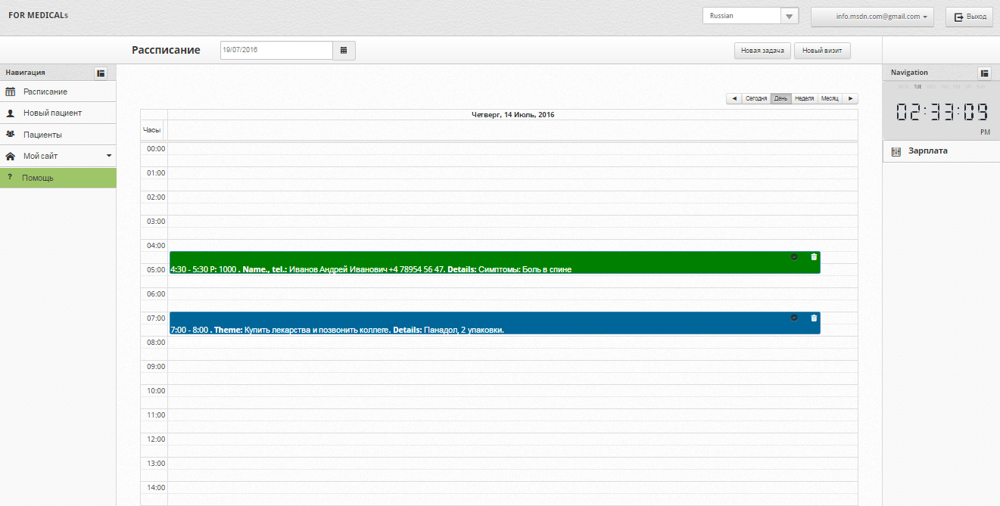 FOR MEDICALs
Russian
info.msdn.com@gmail.com
Выход
Рассписание
19/07/2016
Новая задача
Новый визит
Навигация
Расписание
Новый пациент
Пациенты
Мой сайт
? Помощь
Сегодня День Неделя Месяц
Четверг, 14 Июль, 2016
Часы
00:00
01:00
02:00
03:00
04:00
4:30 - 5:30 P: 1000 . Name., tel.: Иванов Андрей Иванович +4 78954 56 47. Details: Симптомы: Боль в спине
05:00
06:00
07:00
7:00 - 8:00 . Theme: Купить лекарства и позвонить коллеге. Details: Панадол, 2 упаковки.
08:00
09:00
10:00
11:00
12:00
13:00
14:00
Navigation
MON TUE WED THU FRI SAT SUN
02:33:09
PM
Зарплата